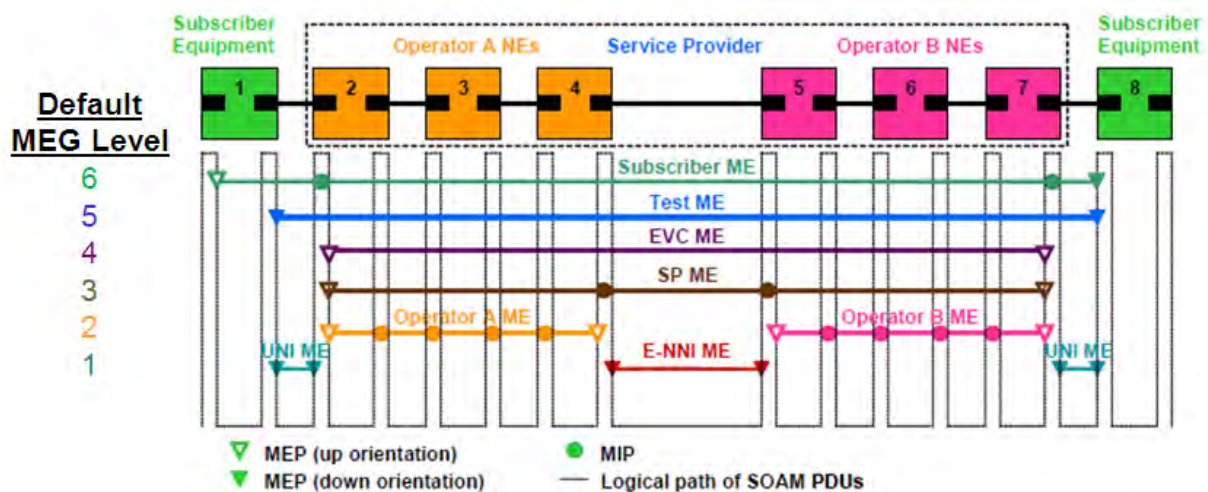 Subscriber
Equipment
Operator A NEs
Service Provider
Operator B NEs
Subscriber
Equipment
1
2
3
4
5
6
7
8
Default
MEG Level
6
Subscriber ME
5
Test ME
4
EVC ME
3
SP ME
2
Operator A ME
Operator B ME
1
UNI ME
E-NNI ME
UNI ME
MEP (up orientation)
MIP
MEP (down orientation)
Logical path of SOAM PDUs